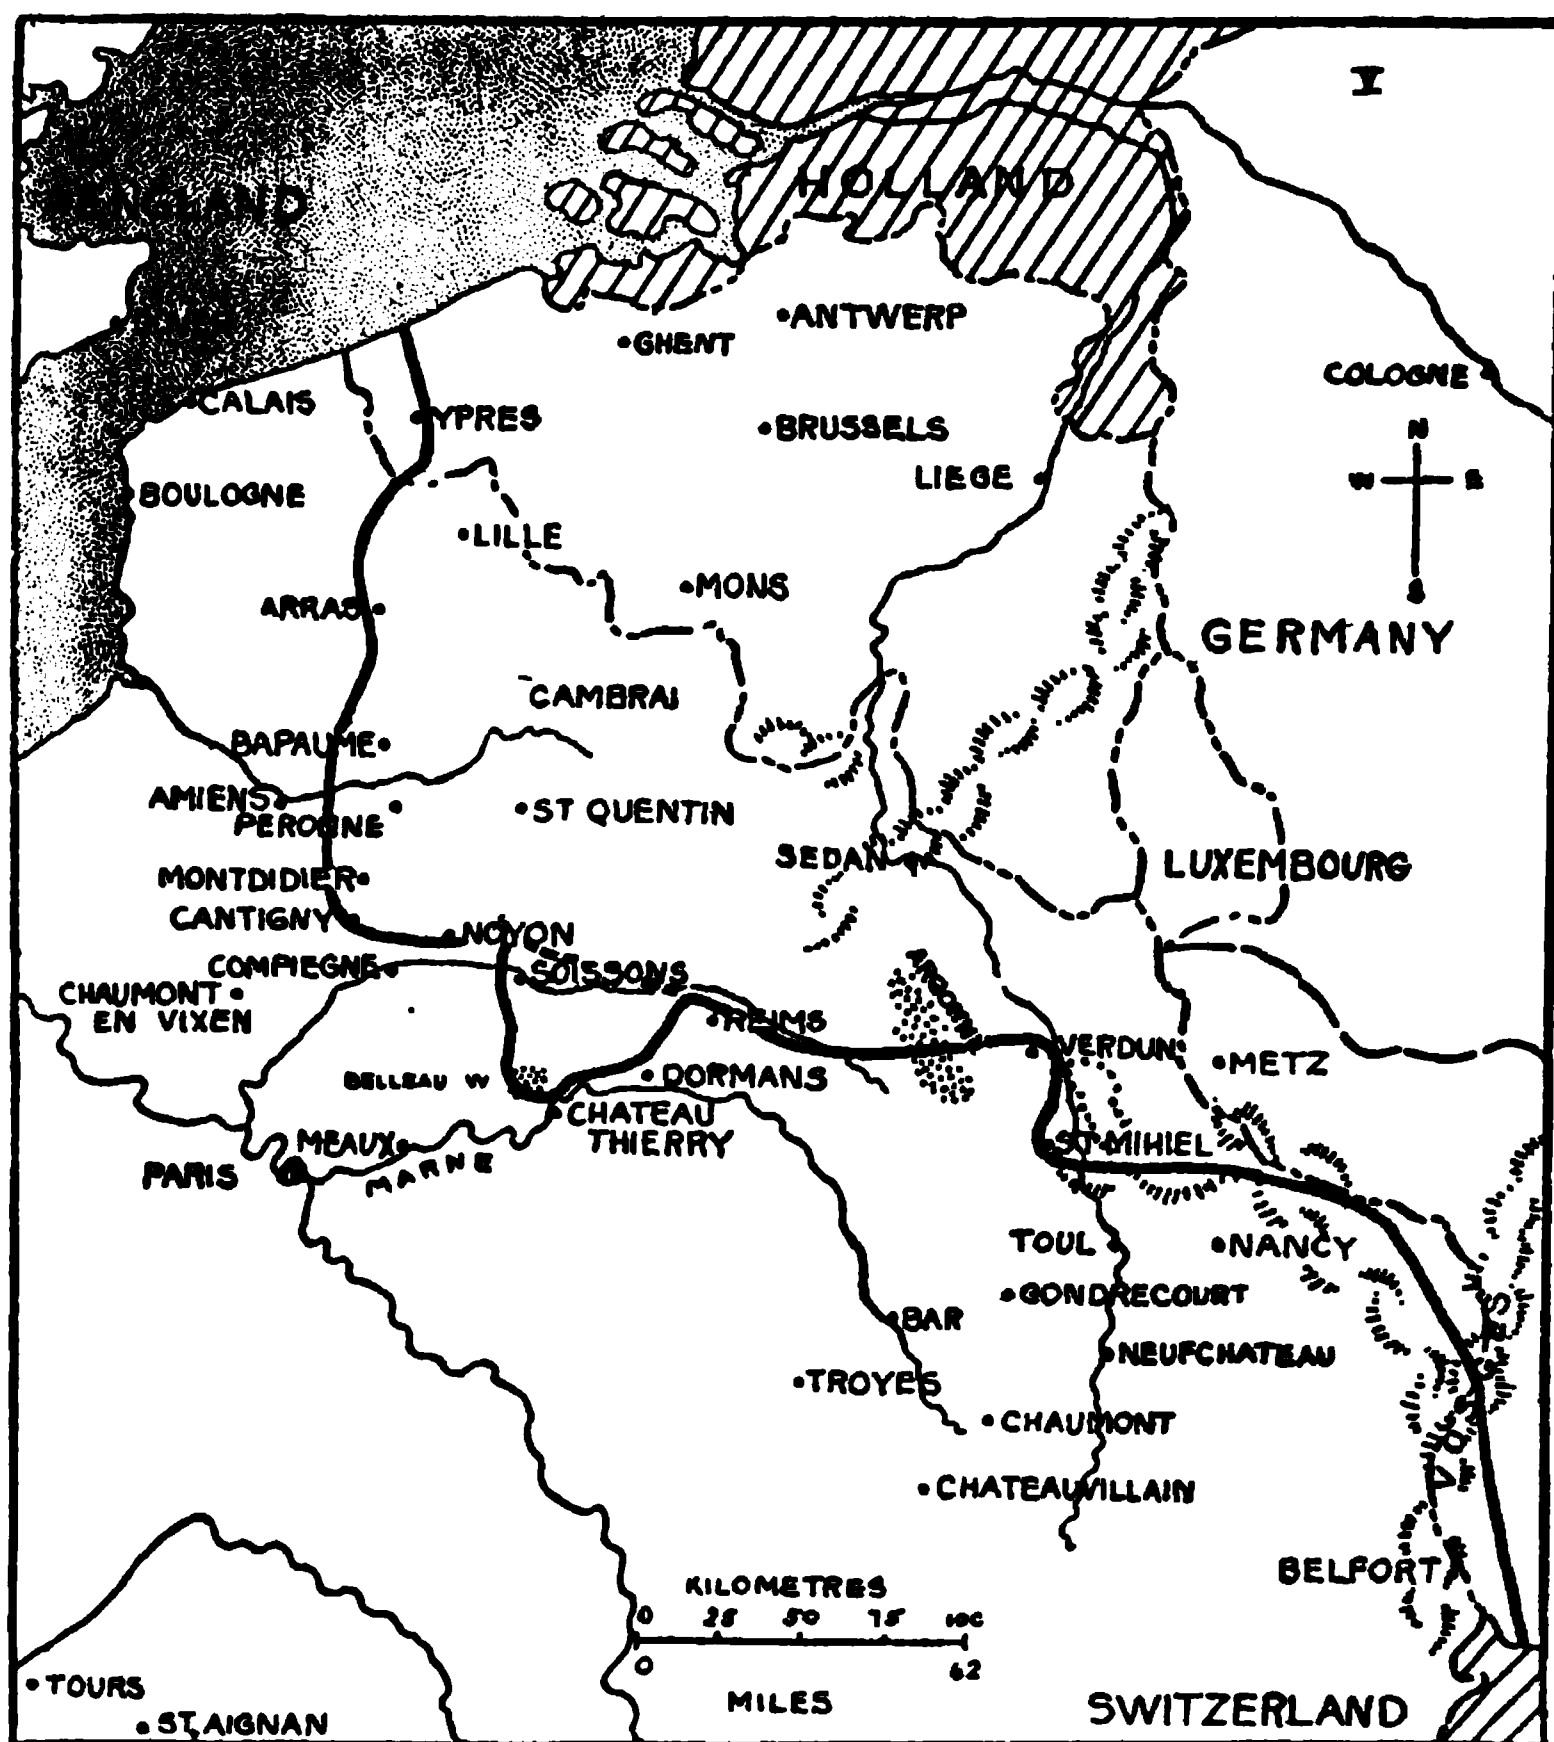 V
HOLLAND
ENGLAND
ANTWERP
GHENT
COLOGNE
CALAIS
YPRES
BRUSSELS
N
LIEGE
W E
BOULOGNE
LILLE
MONS
S
ARRAS
GERMANY
CAMBRAI
BAPAUME
AMIENS
ST QUENTIN
PERONNE
SEDAN
LUXEMBOURG
MONTDIDIER
CANTIGNY
NOYON
COMPIEGNE
SOISSONS
ARGONNE
CHAUMONT
EN VIXEN
REIMS
VERDUN
METZ
BELLEAU W
DORMANS
CHATEAU
THIERRY
MEAUX
ST MIHIEL
PARIS
MARNE
TOUL
NANCY
GONDRECOURT
BAR
NEUFCHATEAU
TROYES
CHAUMONT
CHATEAUVILLAIN
BELFORT
KILOMETRES
0 25 50 75 100
0 62
MILES
TOURS
SWITZERLAND
ST. AIGNAN